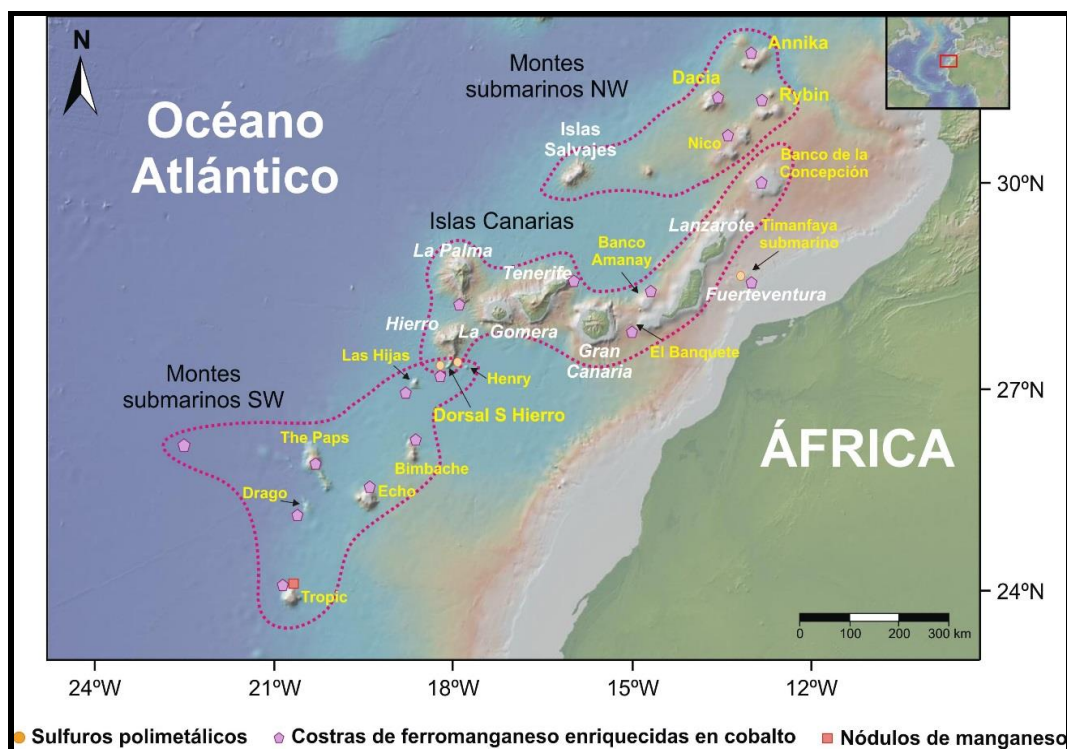 N
Océano
Atlántico
Montes
submarinos NW
Annika
Dacia
Rybin
Nico
Islas
Salvajes
Banco de la
Concepción
30ºN
Islas Canarias
Lanzarote
Timanfaya
submarino
La Palma
Banco
Amanay
Tenerife
Fuerteventura
Hierro
La Gomera
Gran
Canaria
El Banquete
Las Hijas
Henry
27ºN
Montes
submarinos SW
Dorsal S Hierro
ÁFRICA
The Paps
Bimbache
Drago
Echo
Tropic
24ºN
0 100 200 300 km
24ºW 21ºW 18ºW 15ºW 12ºW
Sulfuros polimetálicos Costras de ferromanganeso enriquecidas en cobalto Nódulos de manganeso